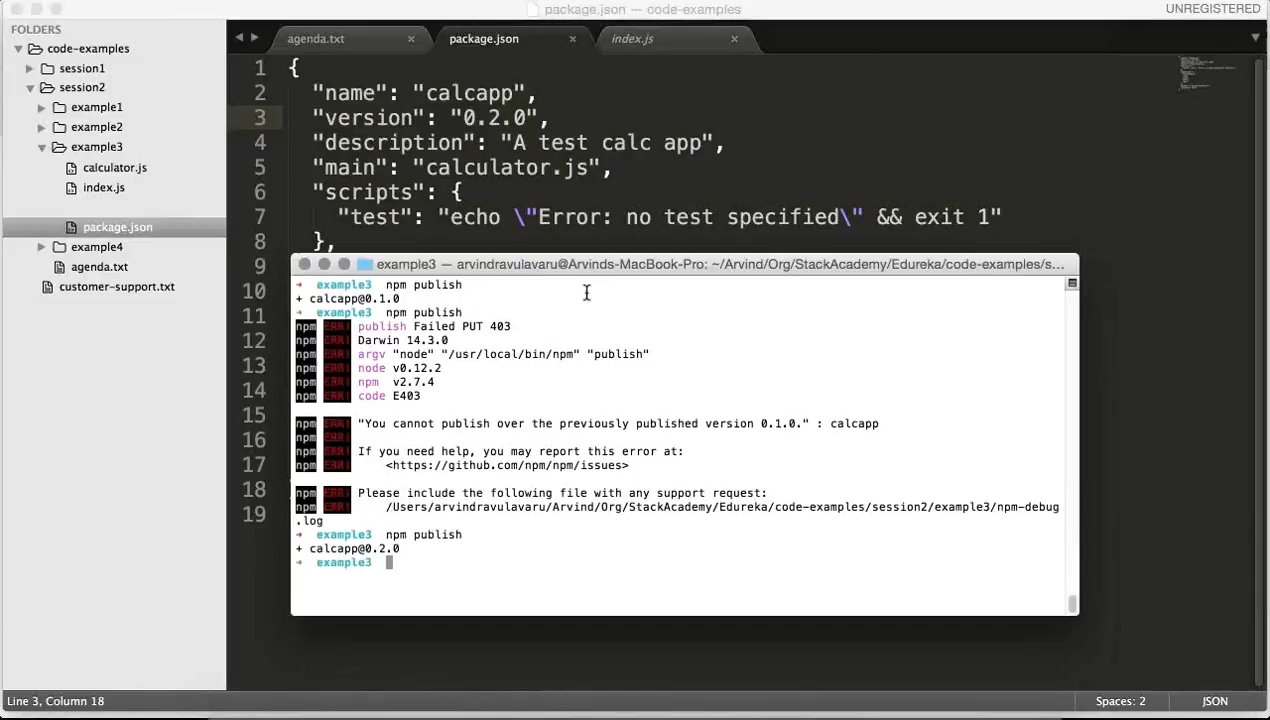 package.json — code-examples
UNREGISTERED
FOLDERS
code-examples
session1
session2
example1
example2
example3
calculator.js
index.js
package.json
example4
agenda.txt
customer-support.txt
agenda.txt
package.json
index.js
1 {
2 "name": "calcapp",
3 "version": "0.2.0",
4 "description": "A test calc app",
5 "main": "calculator.js",
6 "scripts": {
7 "test": "echo \"Error: no test specified\" && exit 1"
8 },
9
10
11
12
13
14
15
16
17
18
19
example3 — arvindravulavaru@Arvinds-MacBook-Pro: ~/Arvind/Org/StackAcademy/Edureka/code-examples/s...
➜ example3 npm publish
+ calcapp@0.1.0
➜ example3 npm publish
npm ERR! publish Failed PUT 403
npm ERR! Darwin 14.3.0
npm ERR! argv "node" "/usr/local/bin/npm" "publish"
npm ERR! node v0.12.2
npm ERR! npm v2.7.4
npm ERR! code E403
npm ERR! "You cannot publish over the previously published version 0.1.0." : calcapp
npm ERR!
npm ERR! If you need help, you may report this error at:
npm ERR! <https://github.com/npm/npm/issues>
npm ERR! Please include the following file with any support request:
npm ERR! /Users/arvindravulavaru/Arvind/Org/StackAcademy/Edureka/code-examples/session2/example3/npm-debug
.log
➜ example3 npm publish
+ calcapp@0.2.0
➜ example3
Line 3, Column 18
Spaces: 2
JSON